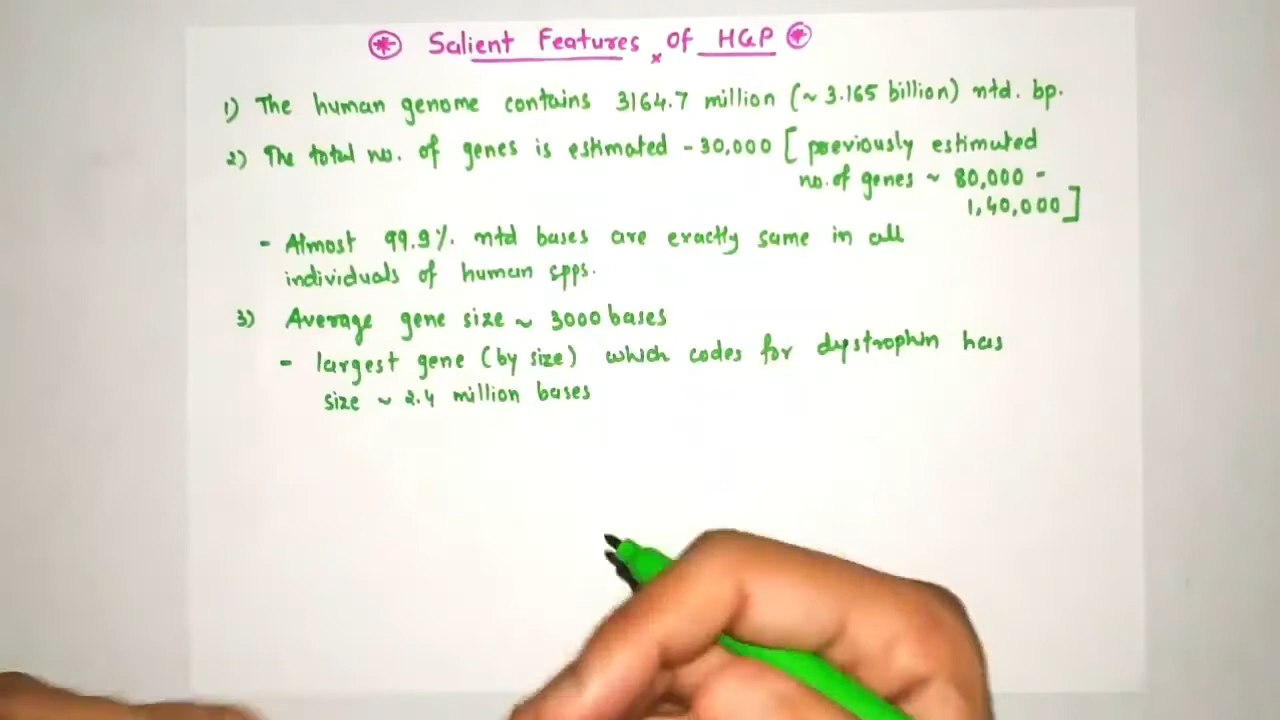 Salient Features of HGP
1) The human genome contains 3164.7 million (~ 3.165 billion) ntd. bp.
2) The total no. of genes is estimated - 30,000 [previously estimated
no. of genes ~ 80,000 -
1,40,000]
- Almost 99.9% ntd bases are exactly same in all
individuals of human spps.
3) Average gene size ~ 3000 bases
- largest gene (by size) which codes for dystrophin has
size ~ 2.4 million bases